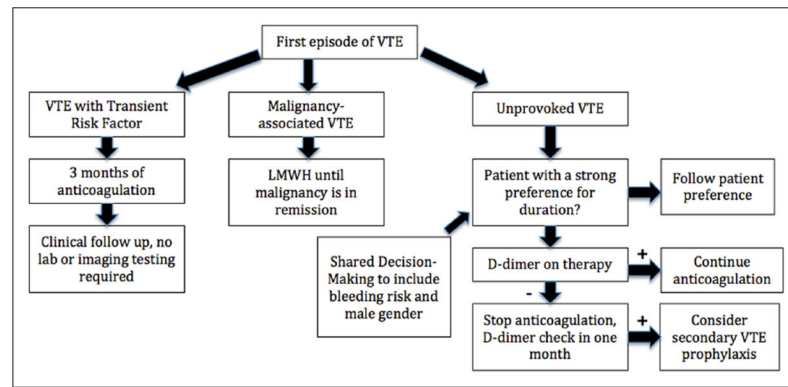 First episode of VTE
VTE with Transient
Risk Factor
Malignancy-
associated VTE
Unprovoked VTE
3 months of
anticoagulation
LMWH until
malignancy is in
remission
Patient with a strong
preference for
duration?
Follow patient
preference
Clinical follow up, no
lab or imaging testing
required
Shared Decision-
Making to include
bleeding risk and
male gender
D-dimer on therapy
+
Continue
anticoagulation
-
Stop anticoagulation,
D-dimer check in one
month
+
Consider
secondary VTE
prophylaxis